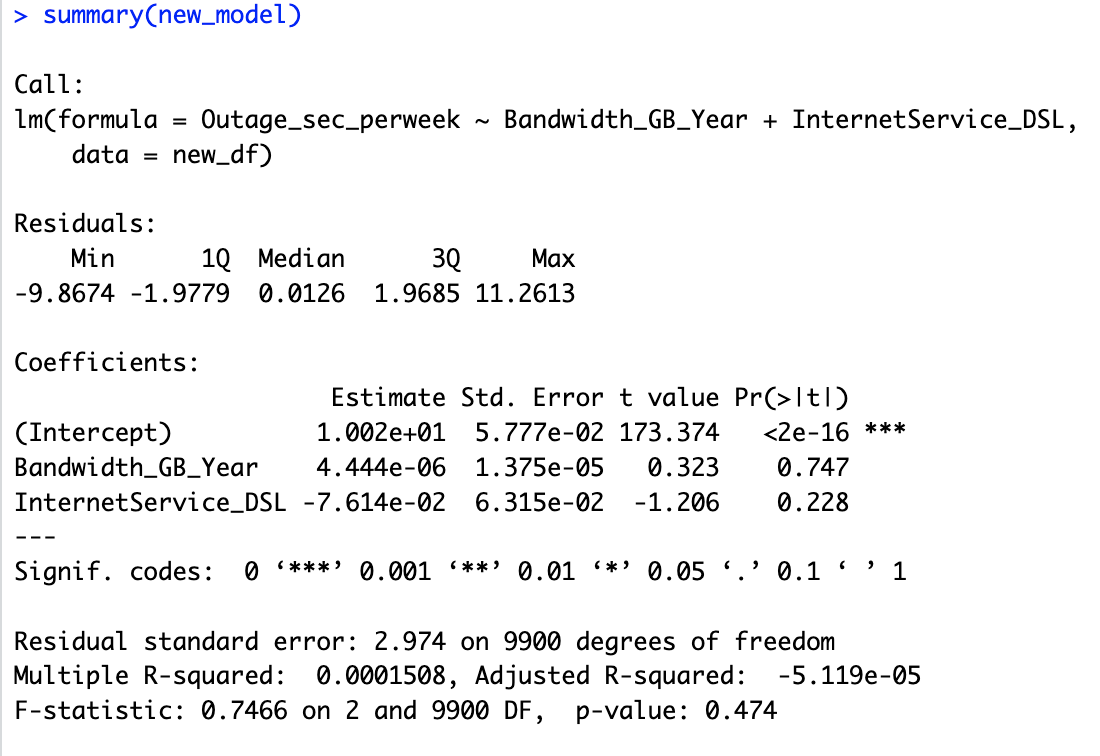 > summary(new_model)
Call:
lm(formula = Outage_sec_perweek ~ Bandwidth_GB_Year + InternetService_DSL,
    data = new_df)
Residuals:
    Min      1Q  Median      3Q     Max
-9.8674 -1.9779  0.0126  1.9685 11.2613
Coefficients:
                      Estimate Std. Error t value Pr(>|t|)
(Intercept)          1.002e+01  5.777e-02 173.374   <2e-16 ***
Bandwidth_GB_Year    4.444e-06  1.375e-05   0.323    0.747
InternetService_DSL -7.614e-02  6.315e-02  -1.206    0.228
---
Signif. codes:  0 ‘***’ 0.001 ‘**’ 0.01 ‘*’ 0.05 ‘.’ 0.1 ‘ ’ 1
Residual standard error: 2.974 on 9900 degrees of freedom
Multiple R-squared:  0.0001508, Adjusted R-squared:  -5.119e-05
F-statistic: 0.7466 on 2 and 9900 DF,  p-value: 0.474